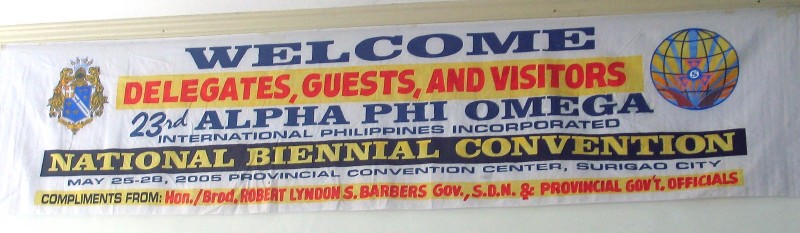 WELCOME
DELEGATES, GUESTS, AND VISITORS
23rd ALPHA PHI OMEGA
INTERNATIONAL PHILIPPINES INCORPORATED
NATIONAL BIENNIAL CONVENTION
MAY 25-28, 2005 PROVINCIAL CONVENTION CENTER, SURIGAO CITY
COMPLIMENTS FROM: Hon./Brod. ROBERT LYNDON S. BARBERS GOV., S.D.N. & PROVINCIAL GOV'T. OFFICIALS